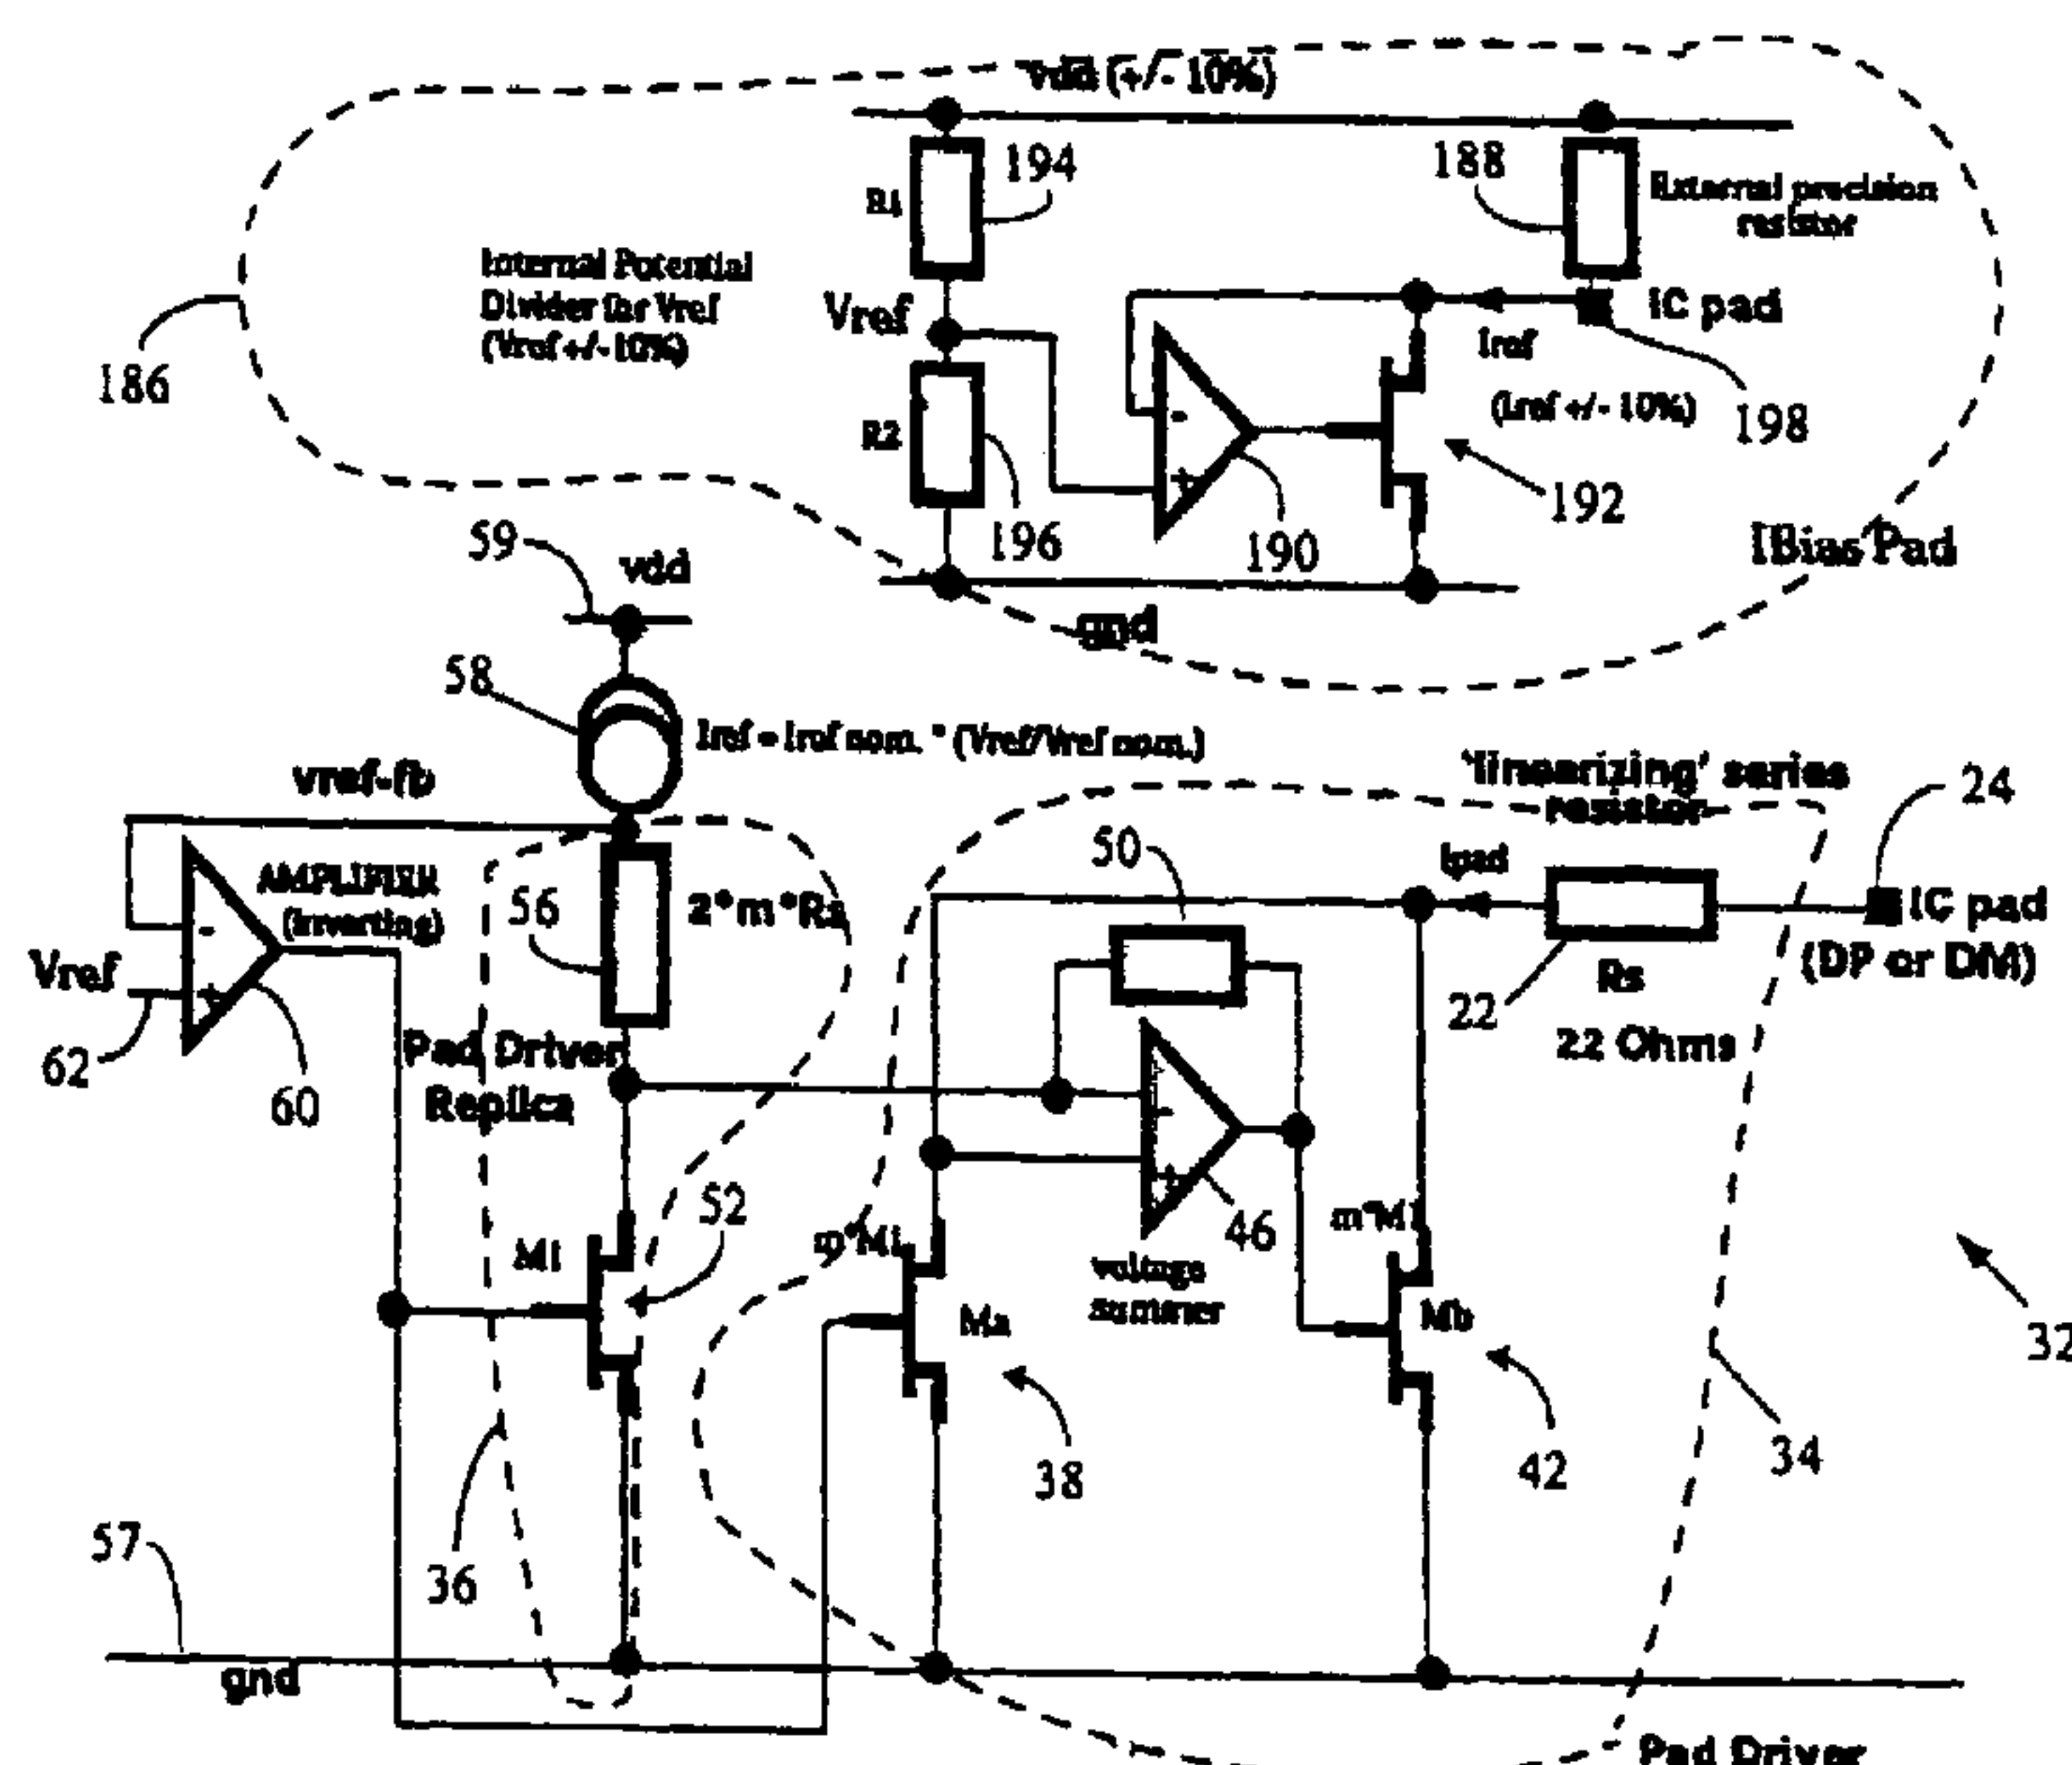 Vdd (+/- 10%)
194
188
R1
External precision
resistor
Internal Potential
Divider for Vref
(Vref +/- 10%)
Vref
IC pad
Iref
186
(Iref +/- 10%)
198
-
R2
+
192
59
196
190
IBias Pad
vdd
gnd
58
Iref = Iref nom. * (Vref/Vref nom.)
vref-fb
'linearizing' series
resistor
24
50
Ipad
AMPLIFIER
(inverting)
56
2*m*Rs
IC pad
-
Vref
(DP or DM)
+
Rs
22
62
Pad Driver
22 Ohms
60
Replica
-
52
+
46
M1
m*M1
m*M1
voltage
summer
Ma
Mb
32
38
42
34
57
36
gnd
Pad Driver